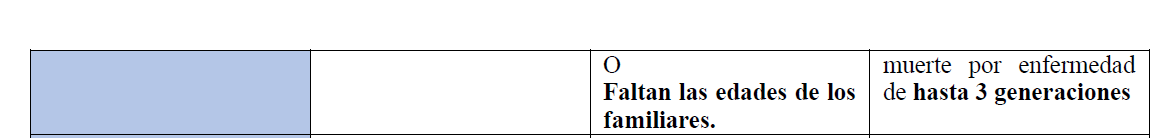 O
Faltan las edades de los
familiares.
muerte por enfermedad
de hasta 3 generaciones